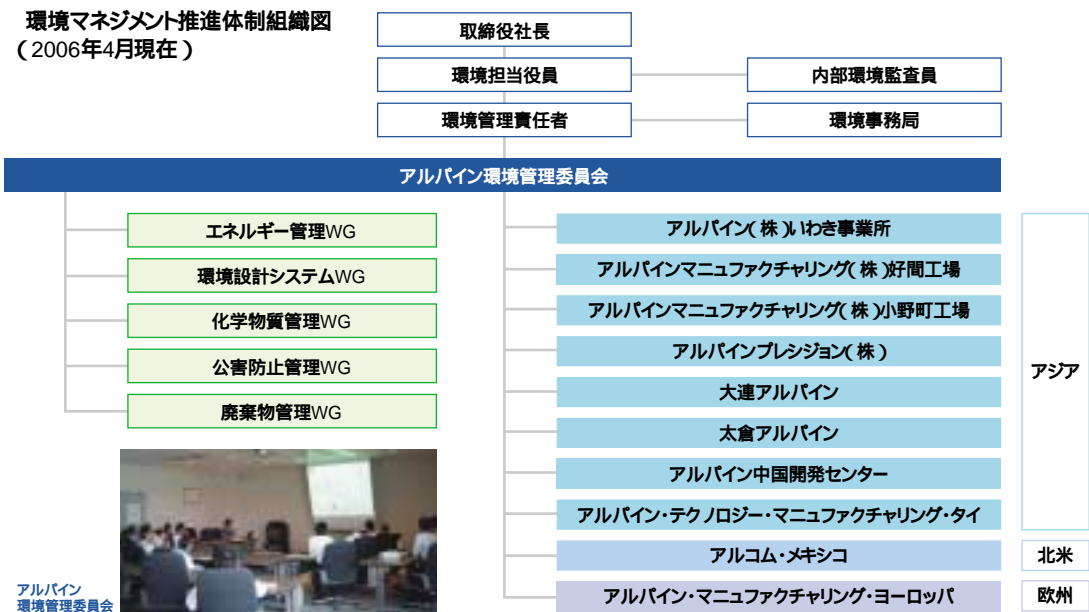 環境マネジメント推進体制組織図
(2006年4月現在)
取締役社長
環境担当役員
内部環境監査員
環境管理責任者
環境事務局
アルパイン環境管理委員会
エネルギー管理WG
環境設計システムWG
化学物質管理WG
公害防止管理WG
廃棄物管理WG
アルパイン(株)いわき事業所
アルパインマニュファクチャリング(株)好間工場
アルパインマニュファクチャリング(株)小野町工場
アルパインプレシジョン(株)
大連アルパイン
太倉アルパイン
アルパイン中国開発センター
アルパイン・テクノロジー・マニュファクチャリング・タイ
アジア
アルコム・メキシコ
北米
アルパイン・マニュファクチャリング・ヨーロッパ
欧州
アルパイン
環境管理委員会